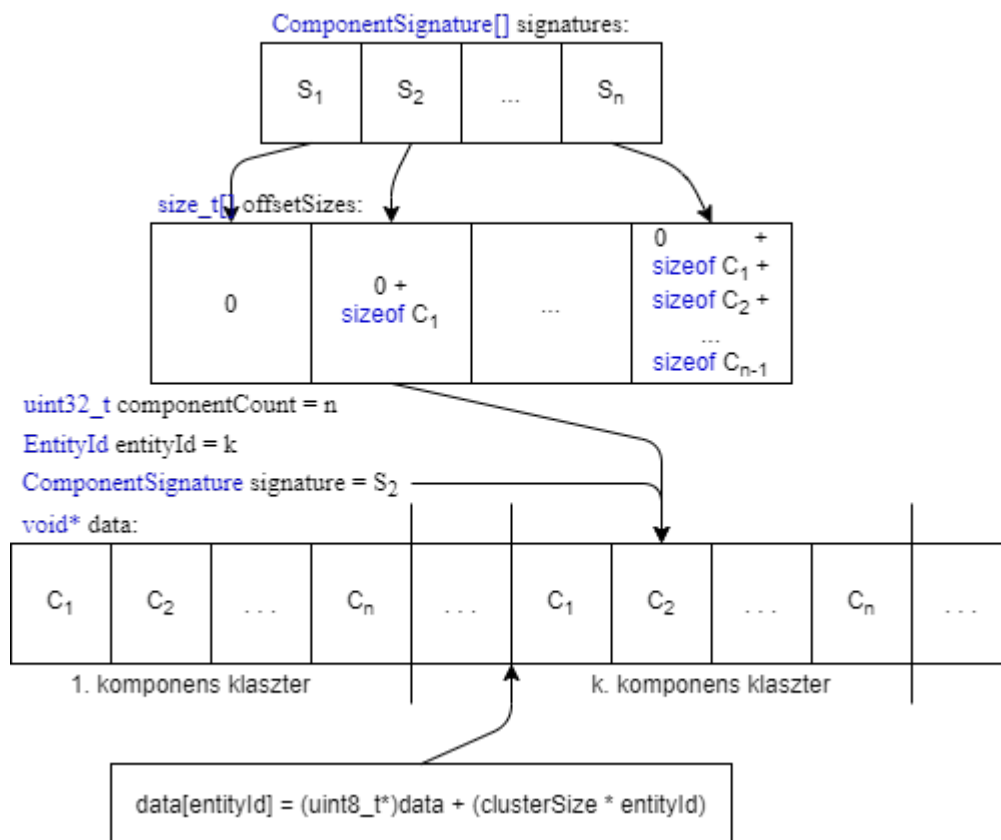 ComponentSignature[] signatures:
S₁ S₂ ... Sₙ
size_t[] offsetSizes:
0 0 + ... 0 +
sizeof C₁ sizeof C₁ +
sizeof C₂ +
...
sizeof Cₙ₋₁
uint32_t componentCount = n
EntityId entityId = k
ComponentSignature signature = S₂
void* data:
C₁ C₂ . . . Cₙ . . . C₁ C₂ . . . Cₙ . . .
1. komponens klaszter k. komponens klaszter
data[entityId] = (uint8_t*)data + (clusterSize * entityId)